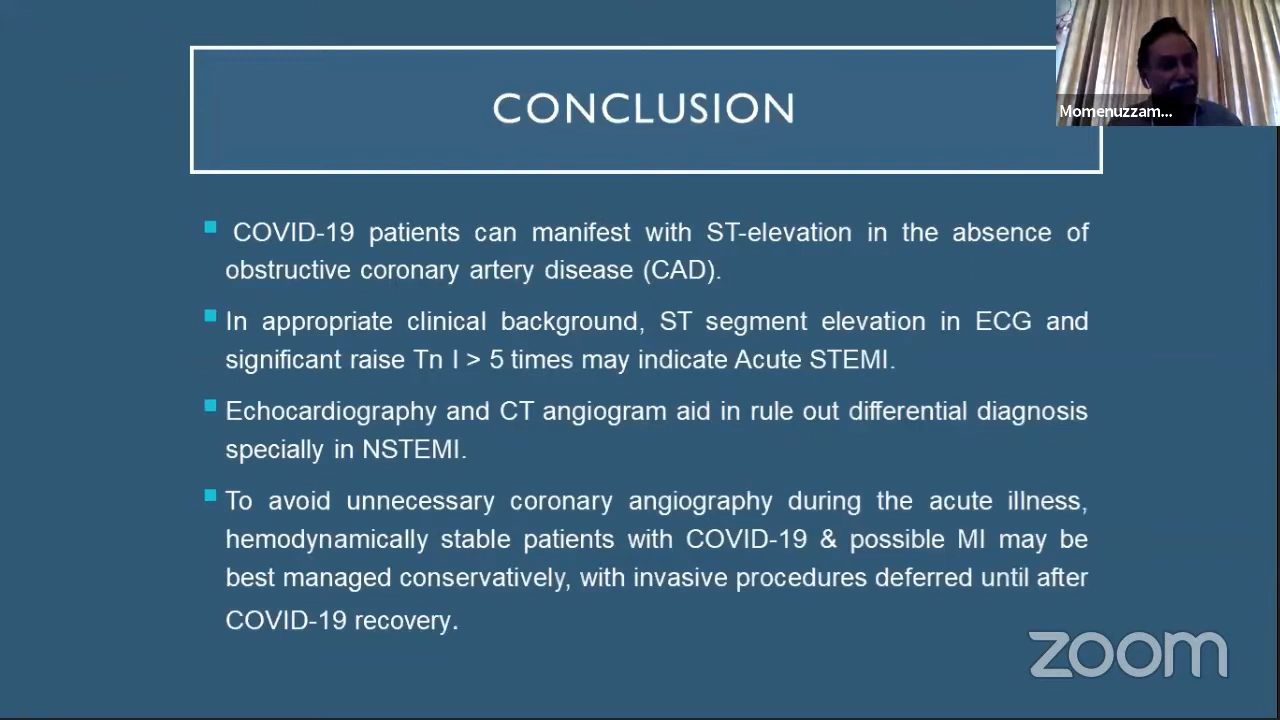 CONCLUSION
Momenuzzam...
COVID-19 patients can manifest with ST-elevation in the absence of
obstructive coronary artery disease (CAD).
In appropriate clinical background, ST segment elevation in ECG and
significant raise Tn I > 5 times may indicate Acute STEMI.
Echocardiography and CT angiogram aid in rule out differential diagnosis
specially in NSTEMI.
To avoid unnecessary coronary angiography during the acute illness,
hemodynamically stable patients with COVID-19 & possible MI may be
best managed conservatively, with invasive procedures deferred until after
COVID-19 recovery.
zoom